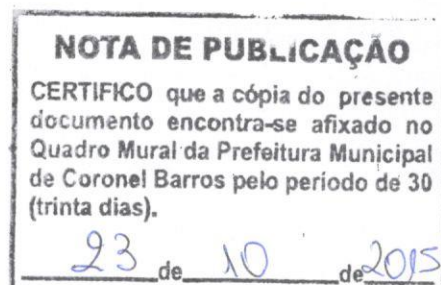 NOTA DE PUBLICAÇÃO
CERTIFICO que a cópia do presente
documento encontra-se afixado no
Quadro Mural da Prefeitura Municipal
de Coronel Barros pelo período de 30
(trinta dias).
23 de 10 de 2015